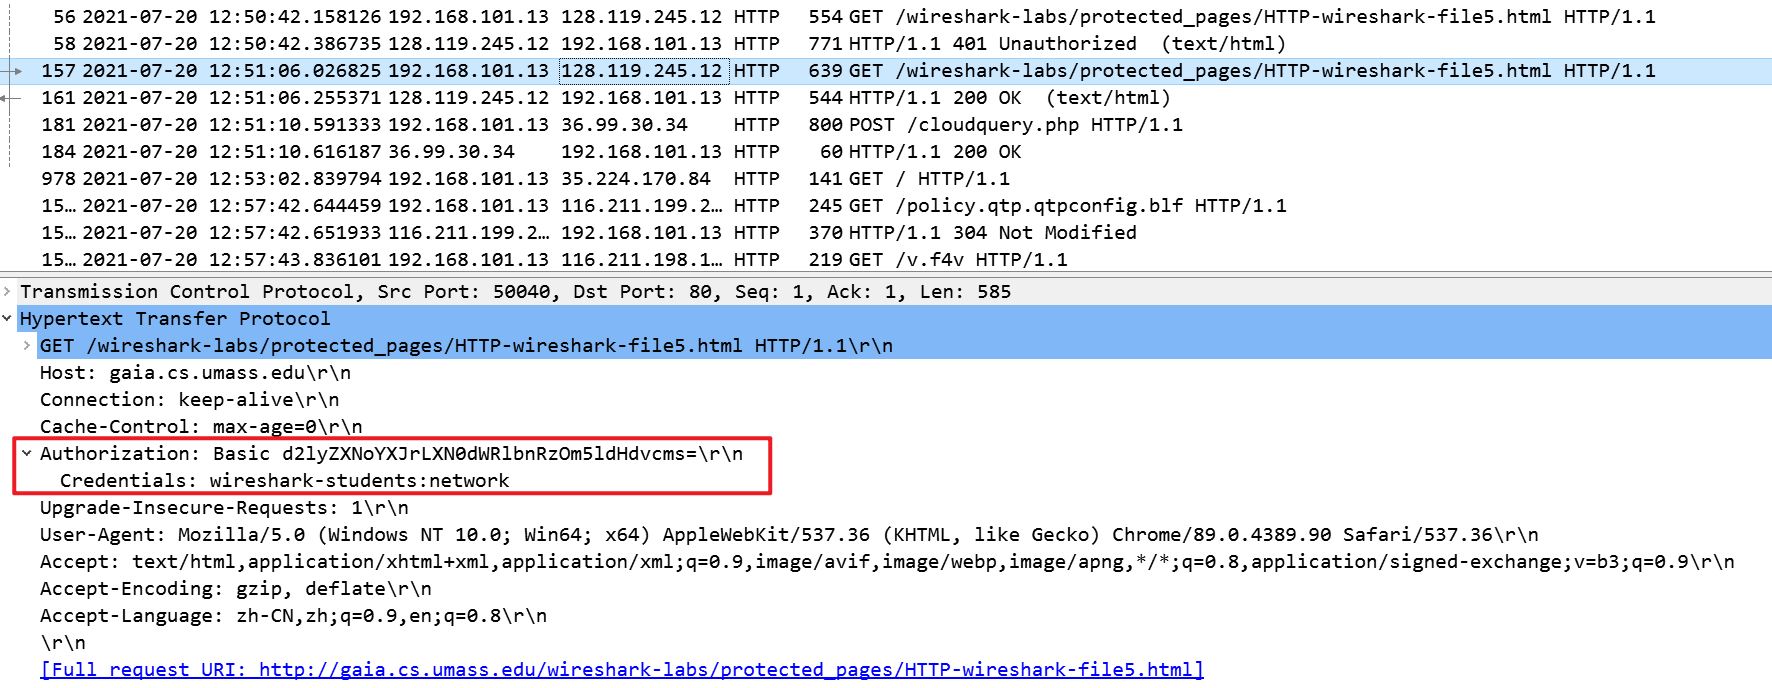 56 2021-07-20 12:50:42.158126 192.168.101.13 128.119.245.12 HTTP 554 GET /wireshark-labs/protected_pages/HTTP-wireshark-file5.html HTTP/1.1
58 2021-07-20 12:50:42.386735 128.119.245.12 192.168.101.13 HTTP 771 HTTP/1.1 401 Unauthorized (text/html)
157 2021-07-20 12:51:06.026825 192.168.101.13 128.119.245.12 HTTP 639 GET /wireshark-labs/protected_pages/HTTP-wireshark-file5.html HTTP/1.1
161 2021-07-20 12:51:06.255371 128.119.245.12 192.168.101.13 HTTP 544 HTTP/1.1 200 OK (text/html)
181 2021-07-20 12:51:10.591333 192.168.101.13 36.99.30.34 HTTP 800 POST /cloudquery.php HTTP/1.1
184 2021-07-20 12:51:10.616187 36.99.30.34 192.168.101.13 HTTP 60 HTTP/1.1 200 OK
978 2021-07-20 12:53:02.839794 192.168.101.13 35.224.170.84 HTTP 141 GET / HTTP/1.1
15… 2021-07-20 12:57:42.644459 192.168.101.13 116.211.199.2… HTTP 245 GET /policy.qtp.qtpconfig.blf HTTP/1.1
15… 2021-07-20 12:57:42.651933 116.211.199.2… 192.168.101.13 HTTP 370 HTTP/1.1 304 Not Modified
15… 2021-07-20 12:57:43.836101 192.168.101.13 116.211.198.1… HTTP 219 GET /v.f4v HTTP/1.1
Transmission Control Protocol, Src Port: 50040, Dst Port: 80, Seq: 1, Ack: 1, Len: 585
Hypertext Transfer Protocol
GET /wireshark-labs/protected_pages/HTTP-wireshark-file5.html HTTP/1.1\r\n
Host: gaia.cs.umass.edu\r\n
Connection: keep-alive\r\n
Cache-Control: max-age=0\r\n
Authorization: Basic d2lyZXNoYXJrLXN0dWRlbnRzOm5ldHdvcms=\r\n
Credentials: wireshark-students:network
Upgrade-Insecure-Requests: 1\r\n
User-Agent: Mozilla/5.0 (Windows NT 10.0; Win64; x64) AppleWebKit/537.36 (KHTML, like Gecko) Chrome/89.0.4389.90 Safari/537.36\r\n
Accept: text/html,application/xhtml+xml,application/xml;q=0.9,image/avif,image/webp,image/apng,*/*;q=0.8,application/signed-exchange;v=b3;q=0.9\r\n
Accept-Encoding: gzip, deflate\r\n
Accept-Language: zh-CN,zh;q=0.9,en;q=0.8\r\n
\r\n
[Full request URI: http://gaia.cs.umass.edu/wireshark-labs/protected_pages/HTTP-wireshark-file5.html]